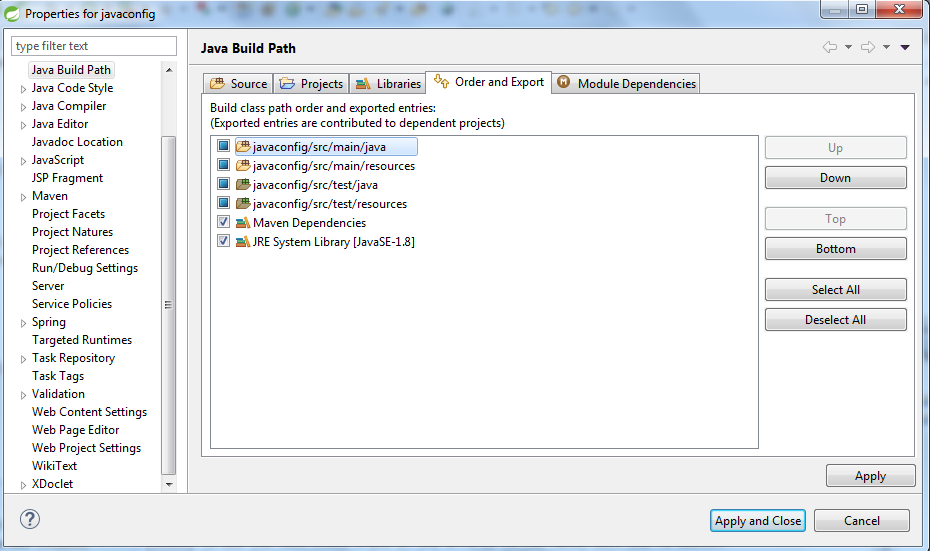 Properties for javaconfig
type filter text
Java Build Path
Java Code Style
Java Compiler
Java Editor
Javadoc Location
JavaScript
JSP Fragment
Maven
Project Facets
Project Natures
Project References
Run/Debug Settings
Server
Service Policies
Spring
Targeted Runtimes
Task Repository
Task Tags
Validation
Web Content Settings
Web Page Editor
Web Project Settings
WikiText
XDoclet
Java Build Path
Source Projects Libraries Order and Export M Module Dependencies
Build class path order and exported entries:
(Exported entries are contributed to dependent projects)
javaconfig/src/main/java
javaconfig/src/main/resources
javaconfig/src/test/java
javaconfig/src/test/resources
Maven Dependencies
JRE System Library [JavaSE-1.8]
Up
Down
Top
Bottom
Select All
Deselect All
Apply
? Apply and Close Cancel